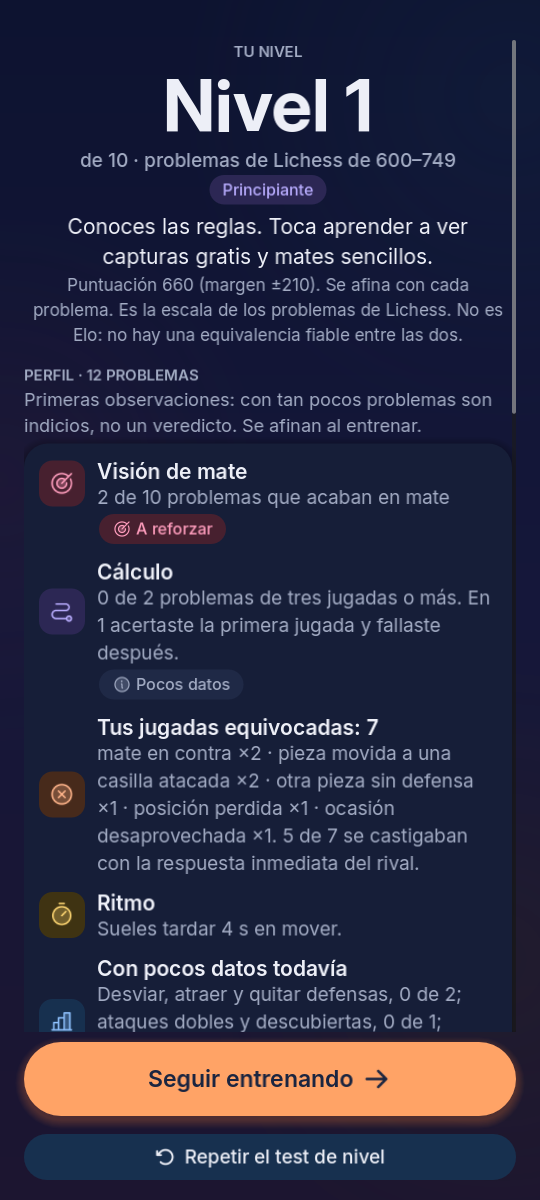 TU NIVEL
Nivel 1
de 10 · problemas de Lichess de 600–749
Principiante
Conoces las reglas. Toca aprender a ver
capturas gratis y mates sencillos.
Puntuación 660 (margen ±210). Se afina con cada
problema. Es la escala de los problemas de Lichess. No es
Elo: no hay una equivalencia fiable entre las dos.
PERFIL · 12 PROBLEMAS
Primeras observaciones: con tan pocos problemas son
indicios, no un veredicto. Se afinan al entrenar.
Visión de mate
2 de 10 problemas que acaban en mate
A reforzar
Cálculo
0 de 2 problemas de tres jugadas o más. En
1 acertaste la primera jugada y fallaste
después.
Pocos datos
Tus jugadas equivocadas: 7
mate en contra ×2 · pieza movida a una
casilla atacada ×2 · otra pieza sin defensa
×1 · posición perdida ×1 · ocasión
desaprovechada ×1. 5 de 7 se castigaban
con la respuesta inmediata del rival.
Ritmo
Sueles tardar 4 s en mover.
Con pocos datos todavía
Desviar, atraer y quitar defensas, 0 de 2;
ataques dobles y descubiertas, 0 de 1;
Seguir entrenando
Repetir el test de nivel